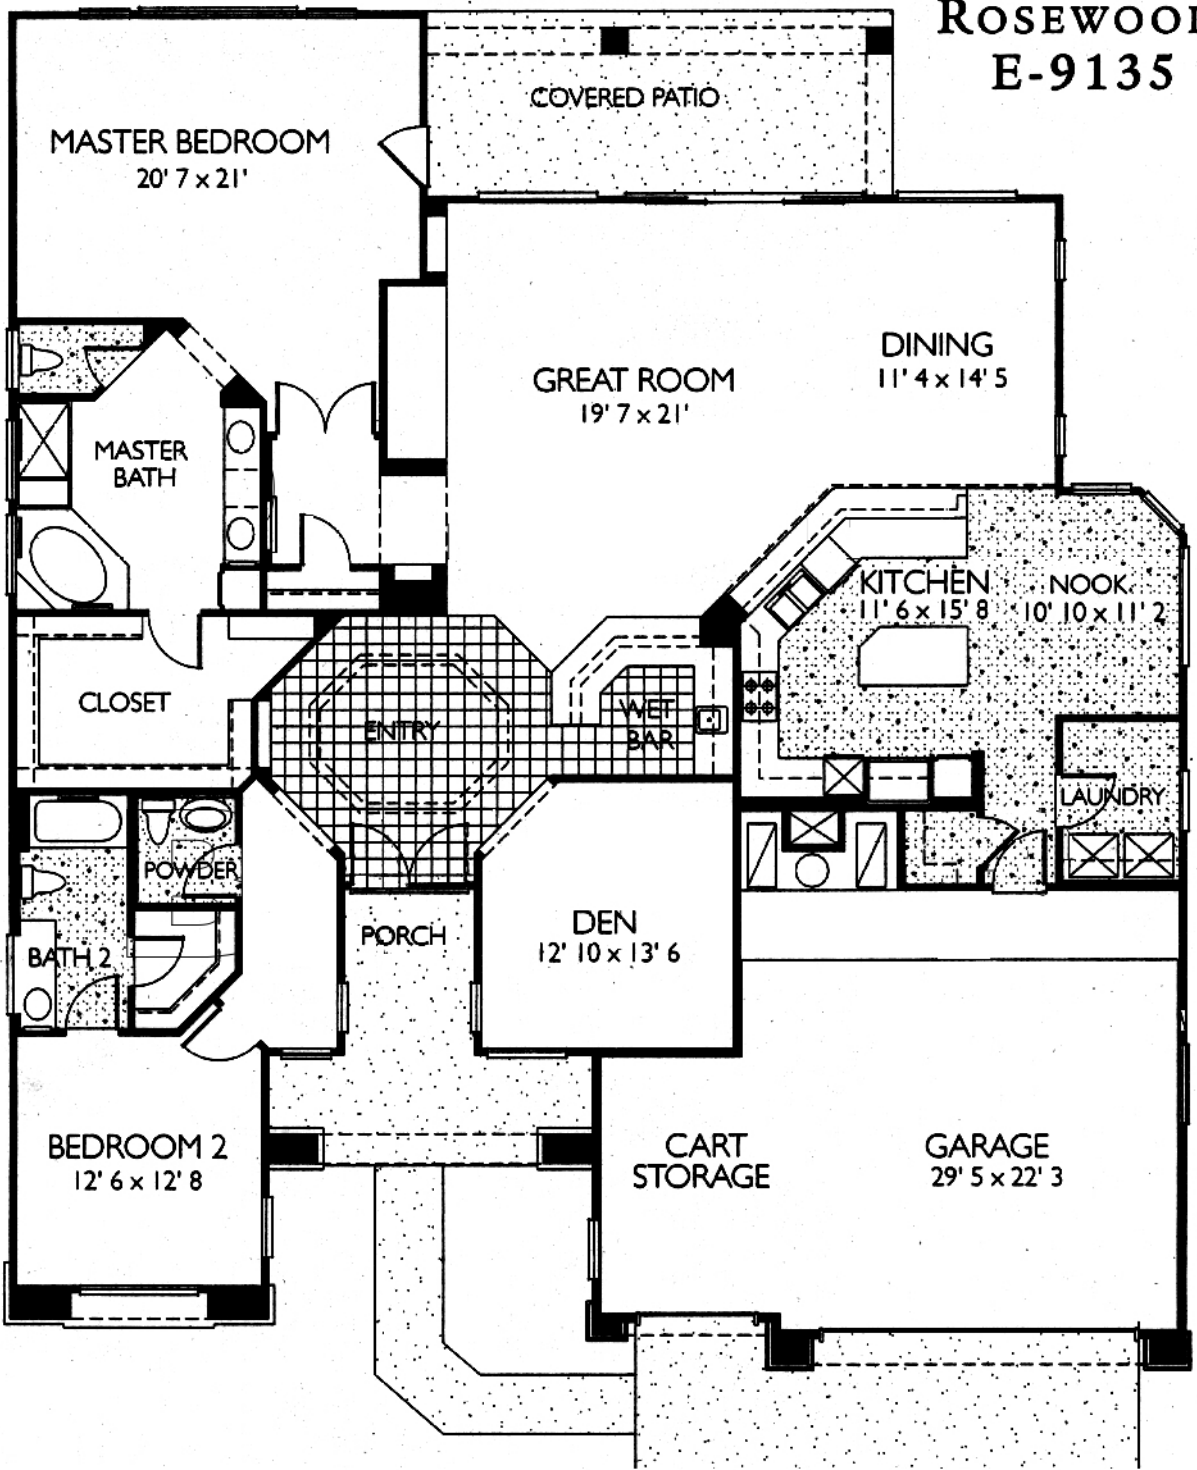 ROSEWOO
E-9135
COVERED PATIO
MASTER BEDROOM
20' 7 x 21'
DINING
11' 4 x 14' 5
GREAT ROOM
19' 7 x 21'
MASTER
BATH
KITCHEN
11' 6 x 15' 8
NOOK
10' 10 x 11' 2
CLOSET
ENTRY
WET
BAR
LAUNDRY
POWDER
DEN
12' 10 x 13' 6
PORCH
BATH 2
BEDROOM 2
12' 6 x 12' 8
CART
STORAGE
GARAGE
29' 5 x 22' 3